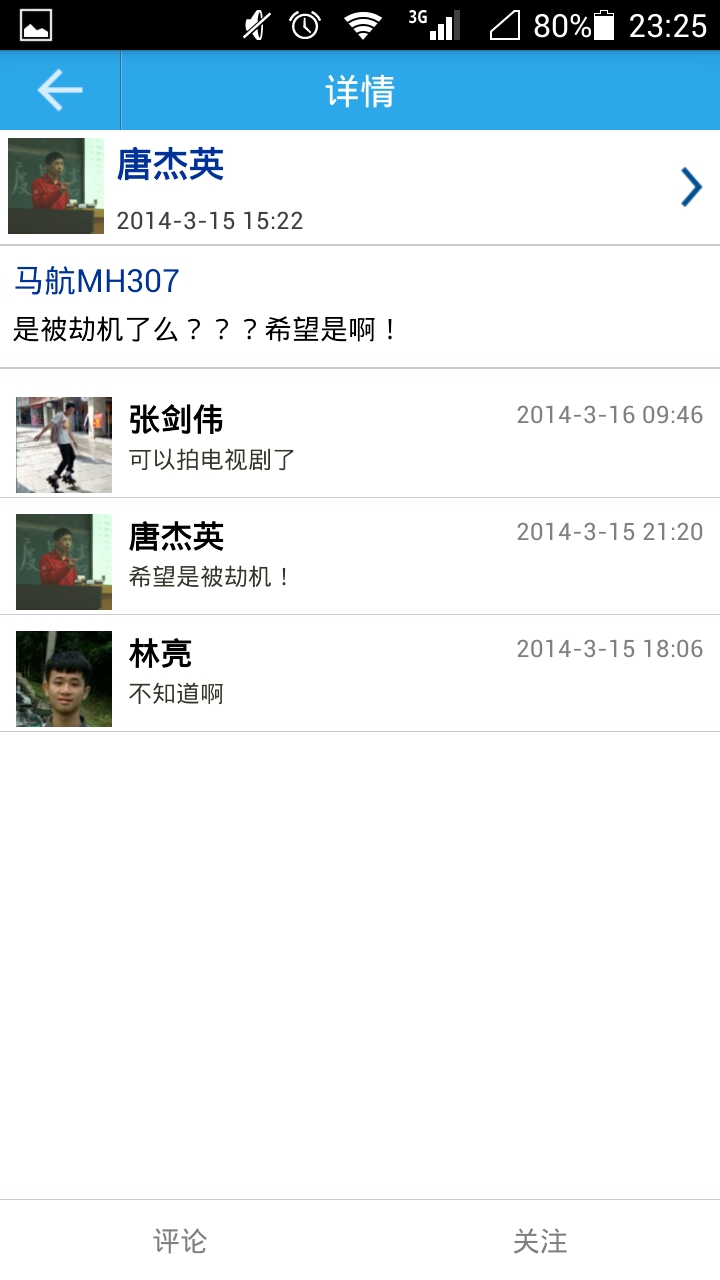 3G 80% 23:25
详情
唐杰英
2014-3-15 15:22
马航MH307
是被劫机了么？？？希望是啊！
张剑伟 2014-3-16 09:46
可以拍电视剧了
唐杰英 2014-3-15 21:20
希望是被劫机！
林亮 2014-3-15 18:06
不知道啊
评论 关注